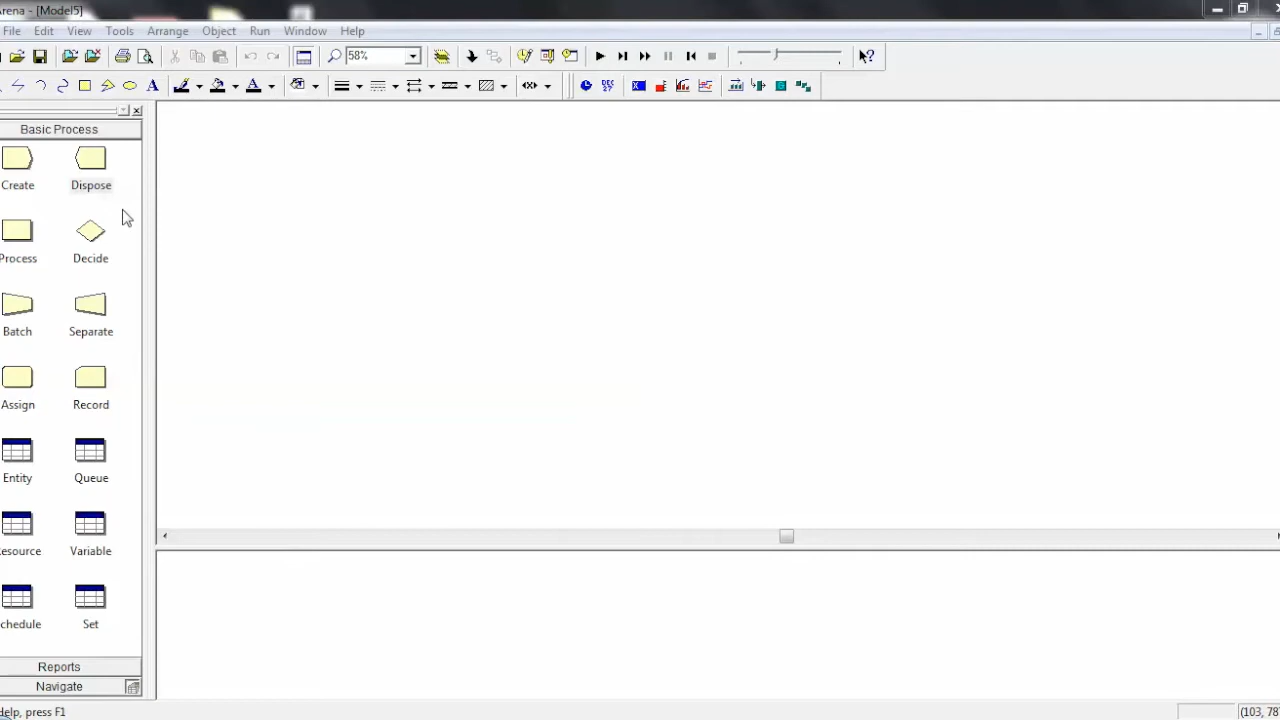 Arena - [Model5]
File Edit View Tools Arrange Object Run Window Help
58%
Basic Process
Create Dispose
Process Decide
Batch Separate
Assign Record
Entity Queue
esource Variable
chedule Set
Reports
Navigate
Help, press F1
(103, 78